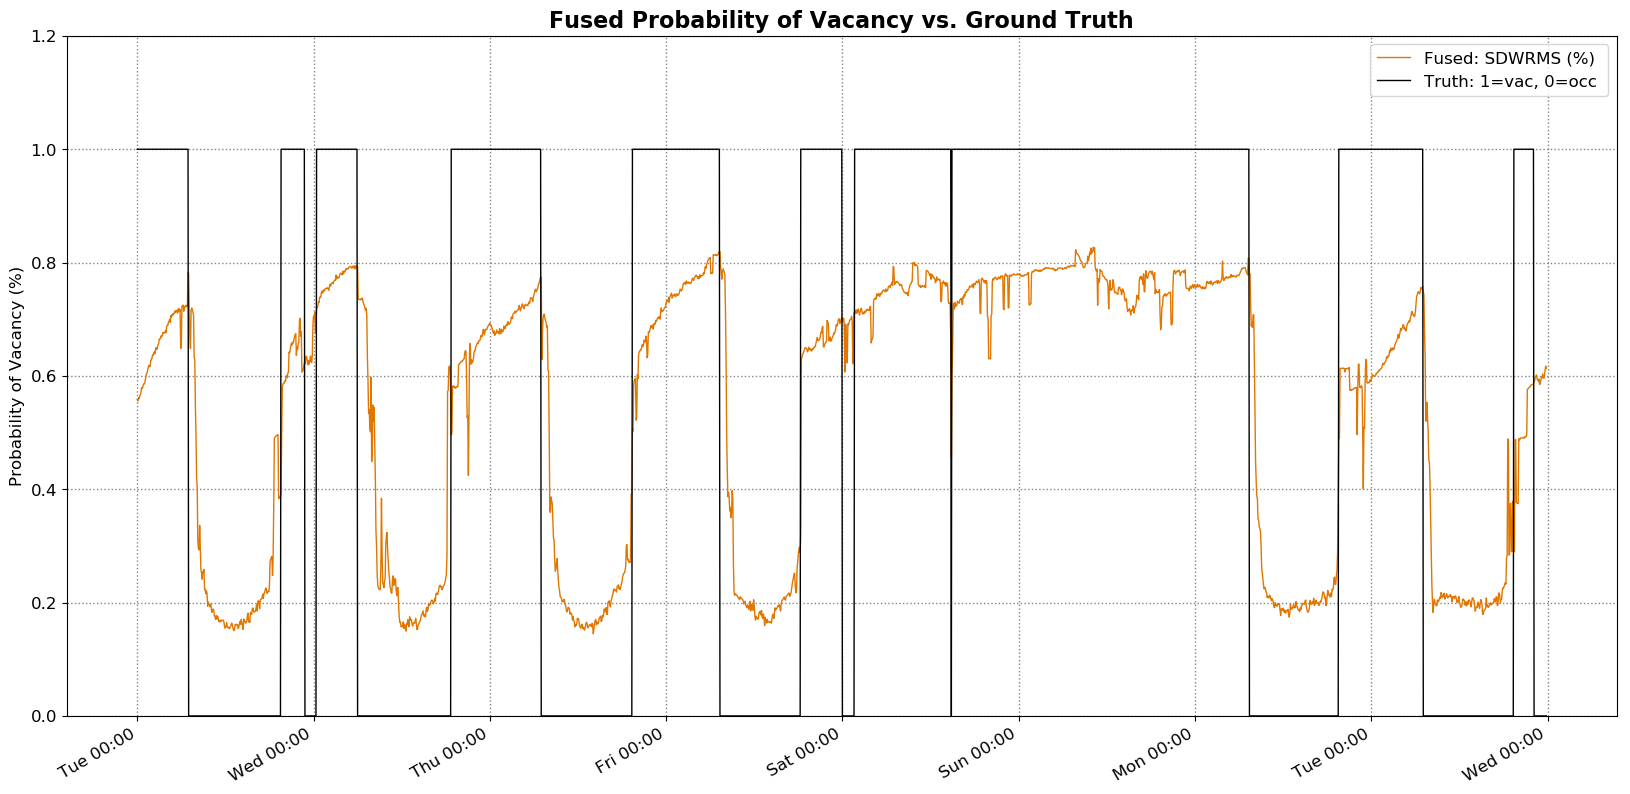 Fused Probability of Vacancy vs. Ground Truth
Fused: SDWRMS (%)
Truth: 1=vac, 0=occ
Probability of Vacancy (%)
1.2
1.0
0.8
0.6
0.4
0.2
0.0
Tue 00:00
Wed 00:00
Thu 00:00
Fri 00:00
Sat 00:00
Sun 00:00
Mon 00:00
Tue 00:00
Wed 00:00